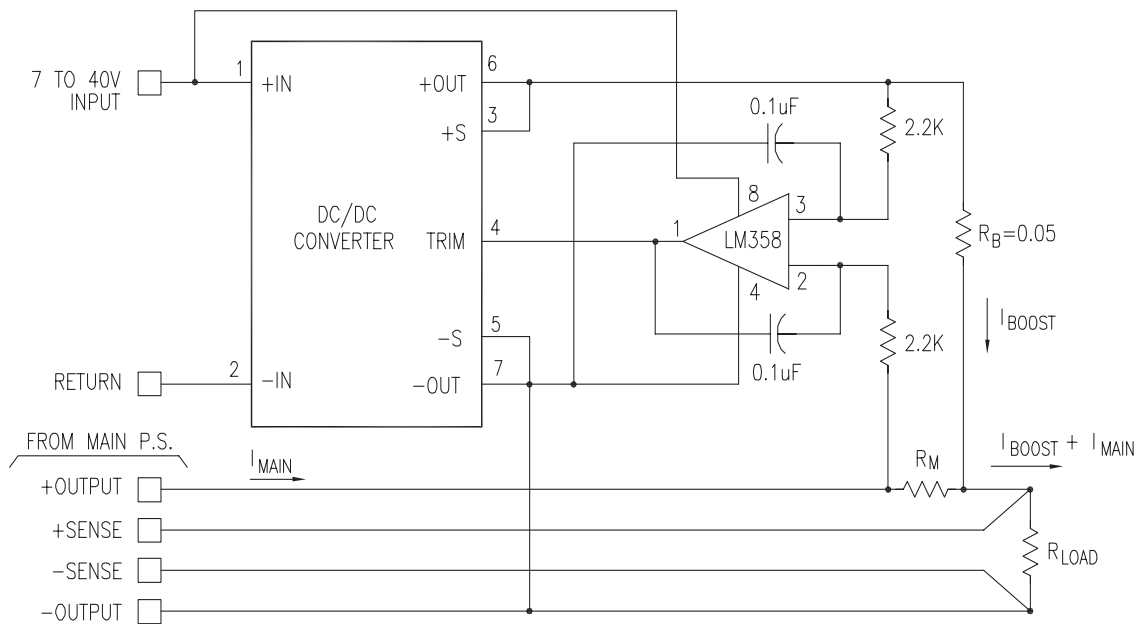 7 TO 40V
INPUT
1
+IN
6
+OUT
3
+S
0.1uF
2.2K
8
3
DC/DC
CONVERTER
TRIM
4
1
LM358
RB=0.05
2
4
5
-S
IBOOST
2.2K
0.1uF
RETURN
2
-IN
7
-OUT
FROM MAIN P.S.
IMAIN
RM
IBOOST + IMAIN
+OUTPUT
+SENSE
-SENSE
RLOAD
-OUTPUT